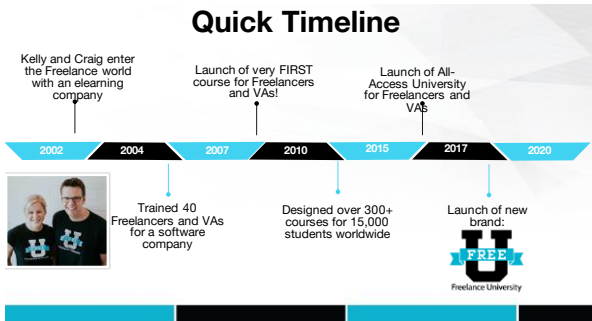 Quick Timeline
Kelly and Craig enter
the Freelance world
with an elearning
company
Launch of very FIRST
course for Freelancers
and VAs!
Launch of All-
Access University
for Freelancers and
VAs
2002
2004
2007
2010
2015
2017
2020
Trained 40
Freelancers and VAs
for a software
company
Designed over 300+
courses for 15,000
students worldwide
Launch of new
brand:
U
FREE
Freelance University